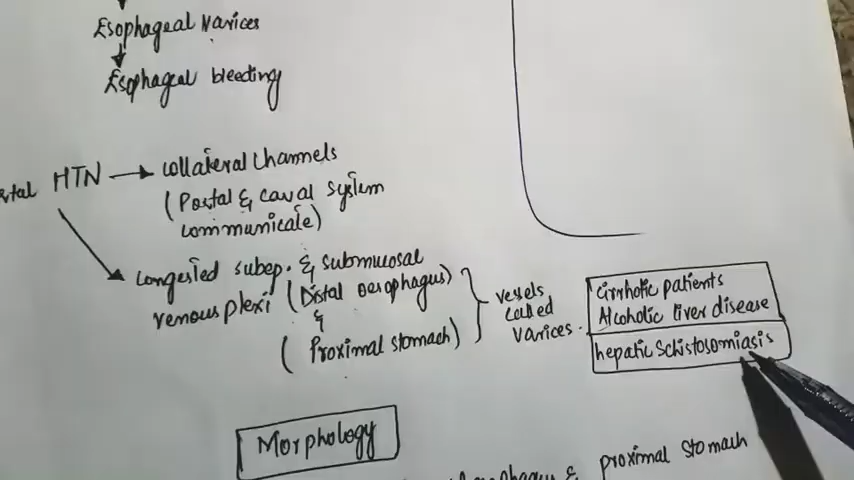 Esophageal varices
Esophageal bleeding
HTN → collateral channels
(Portal & caval system
communicate)
congested subep. & submucosal
venous plexi (Distal oesophagus)
&
(Proximal stomach)
vessels
called
varices.
cirrhotic patients
Alcoholic liver disease
hepatic schistosomiasis
Morphology
& proximal stomach